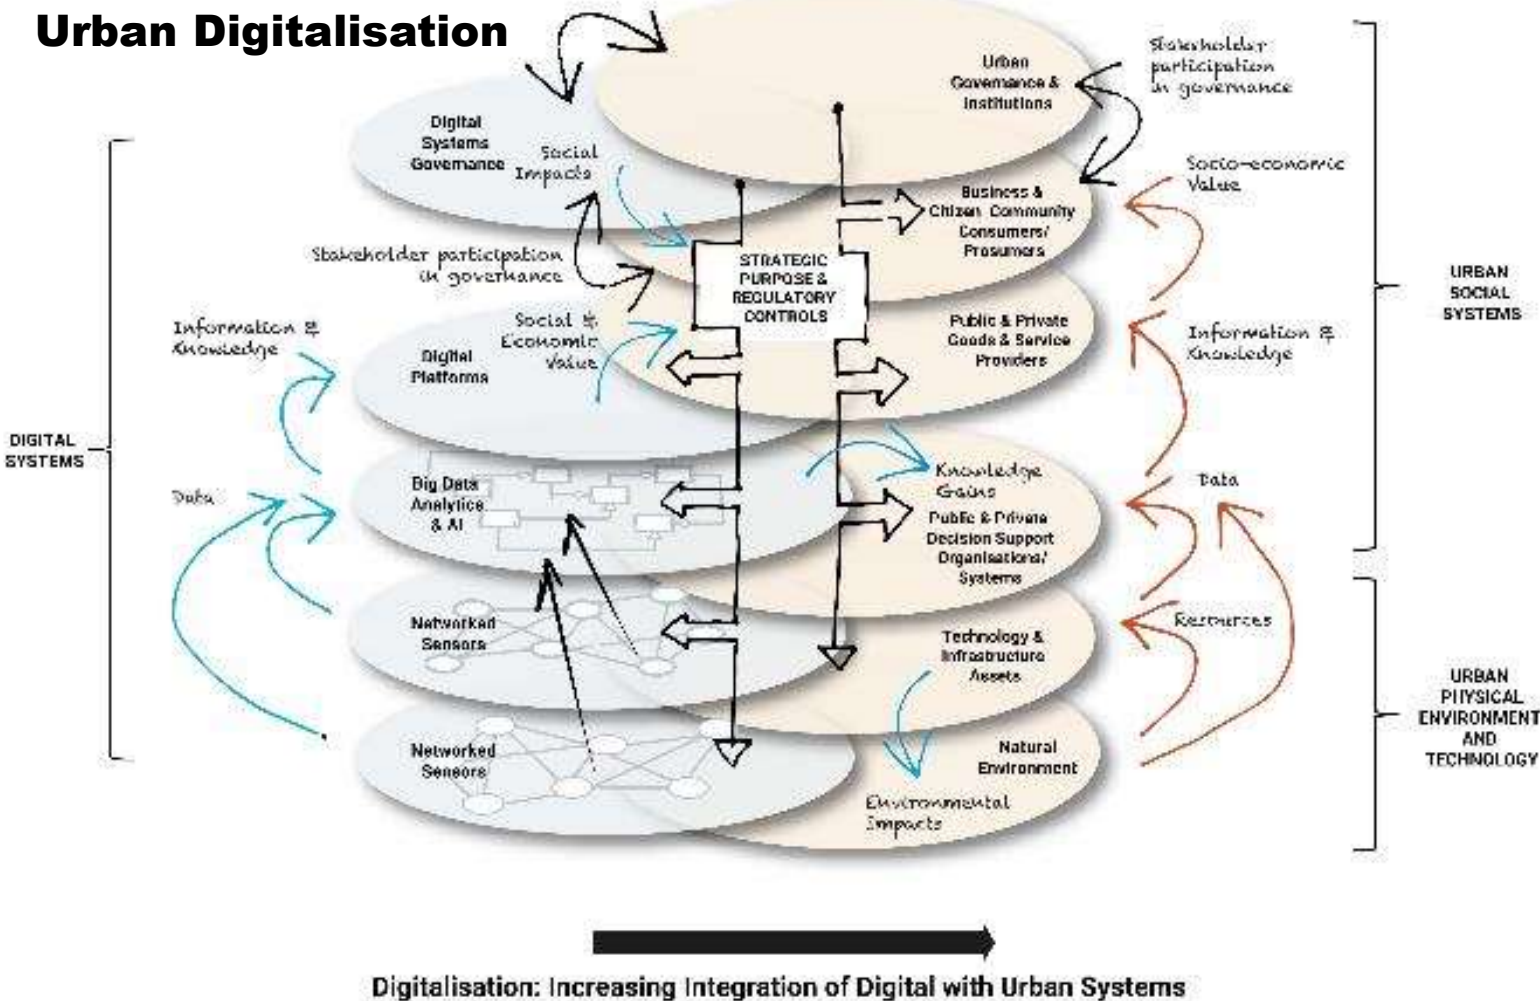 Urban Digitalisation
Urban
Governance &
Institutions
Stakeholder
participation
in governance
Digital
Systems
Governance
Social
Impacts
Socio-economic
Value
Business &
Citizen Community
Consumers/
Prosumers
Stakeholder participation
in governance
STRATEGIC
PURPOSE &
REGULATORY
CONTROLS
URBAN
SOCIAL
SYSTEMS
Information &
Knowledge
Social &
Economic
Value
Digital
Platforms
Public & Private
Goods & Service
Providers
Information &
Knowledge
DIGITAL
SYSTEMS
Data
Big Data
Analytics
& AI
Knowledge
Gains
Public & Private
Decision Support
Organisations/
Systems
Data
Networked
Sensors
Technology &
Infrastructure
Assets
Resources
URBAN
PHYSICAL
ENVIRONMENT
AND
TECHNOLOGY
Networked
Sensors
Natural
Environment
Environmental
Impacts
Digitalisation: Increasing Integration of Digital with Urban Systems